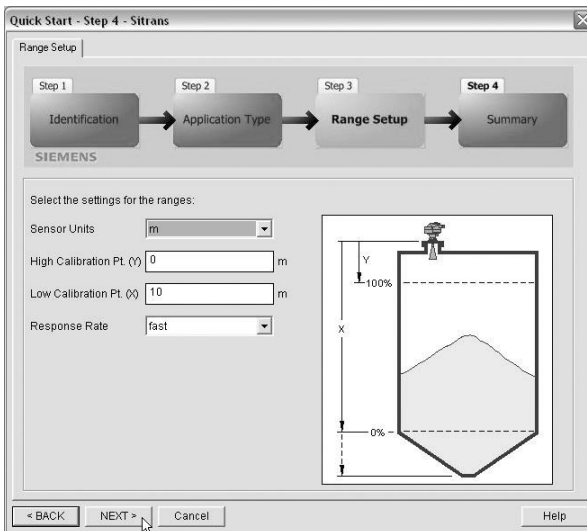 Quick Start - Step 4 - Sitrans
Range Setup
Step 1
Step 2
Step 3
Step 4
Identification
Application Type
Range Setup
Summary
SIEMENS
Select the settings for the ranges:
Sensor Units
m
High Calibration Pt. (Y)
0
m
Low Calibration Pt. (X)
10
m
Response Rate
fast
Y
100%
X
0%
< BACK
NEXT >
Cancel
Help